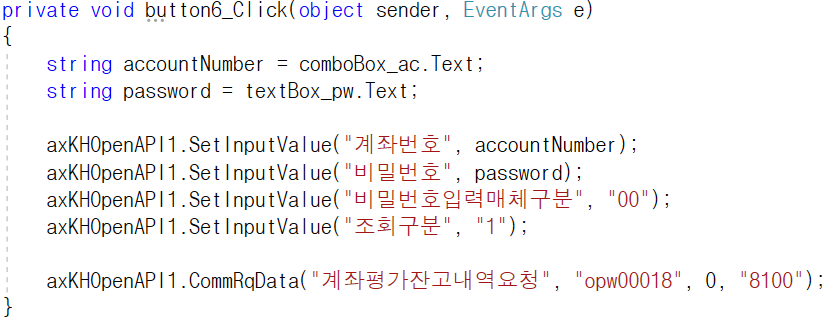 private void button6_Click(object sender, EventArgs e)
{
string accountNumber = comboBox_ac.Text;
string password = textBox_pw.Text;
axKHOpenAPI1.SetInputValue("계좌번호", accountNumber);
axKHOpenAPI1.SetInputValue("비밀번호", password);
axKHOpenAPI1.SetInputValue("비밀번호입력매체구분", "00");
axKHOpenAPI1.SetInputValue("조회구분", "1");
axKHOpenAPI1.CommRqData("계좌평가잔고내역요청", "opw00018", 0, "8100");
}